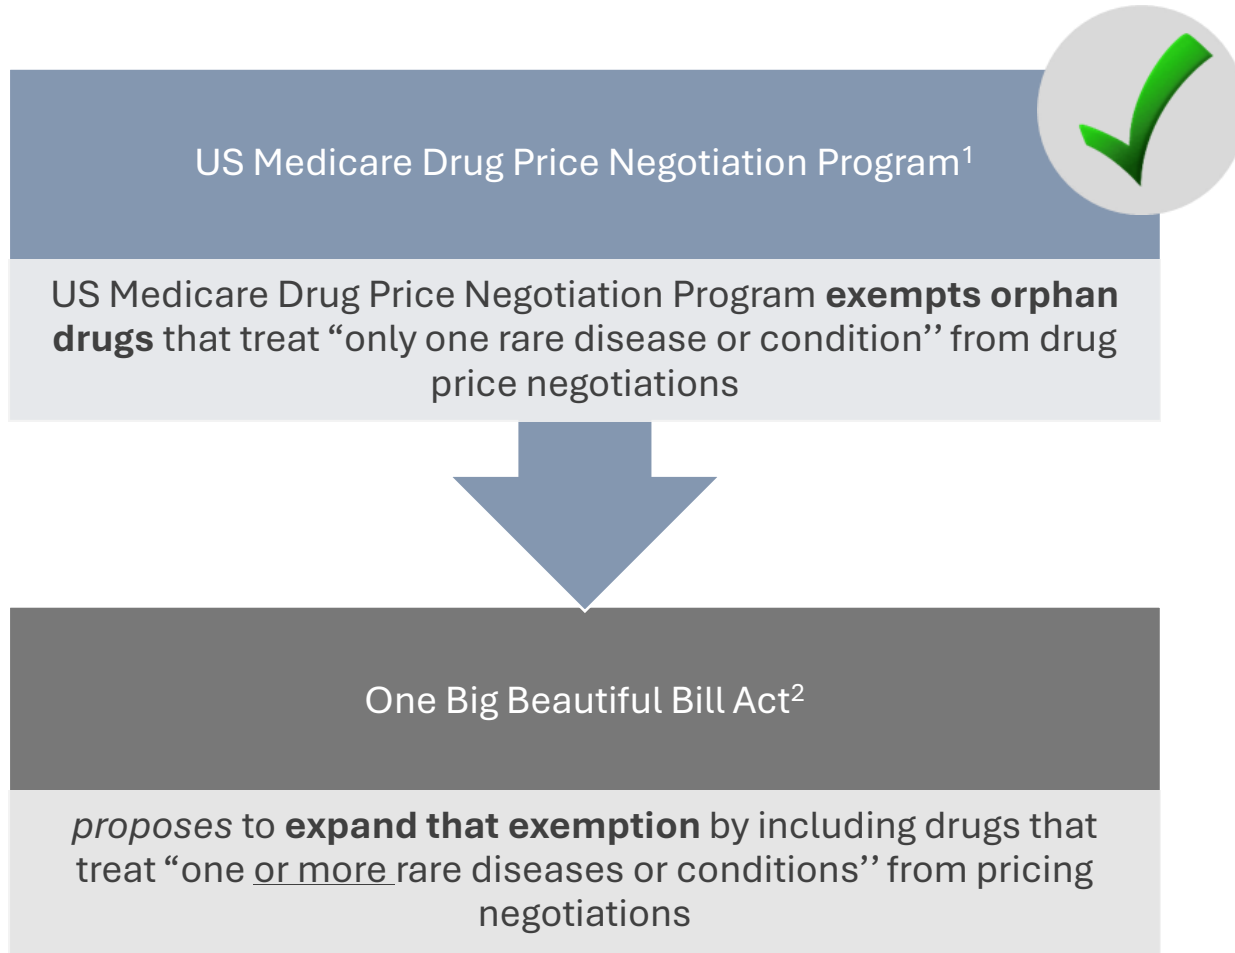 US Medicare Drug Price Negotiation Program¹
US Medicare Drug Price Negotiation Program exempts orphan
drugs that treat “only one rare disease or condition’’ from drug
price negotiations
One Big Beautiful Bill Act²
proposes to expand that exemption by including drugs that
treat “one or more rare diseases or conditions’’ from pricing
negotiations